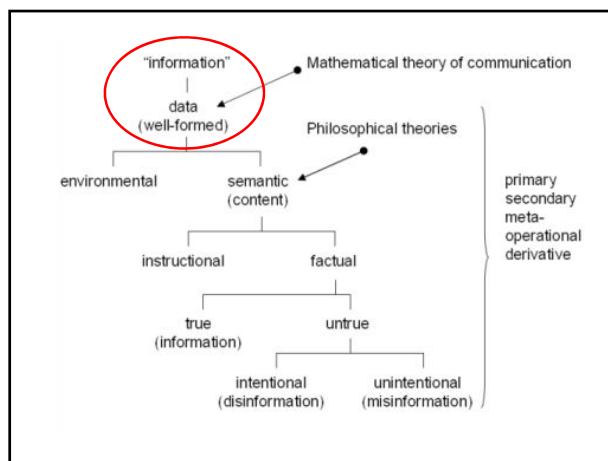 “information”
Mathematical theory of communication
data
(well-formed)
Philosophical theories
environmental
semantic
(content)
primary
secondary
meta-
operational
derivative
instructional
factual
true
(information)
untrue
intentional
(disinformation)
unintentional
(misinformation)